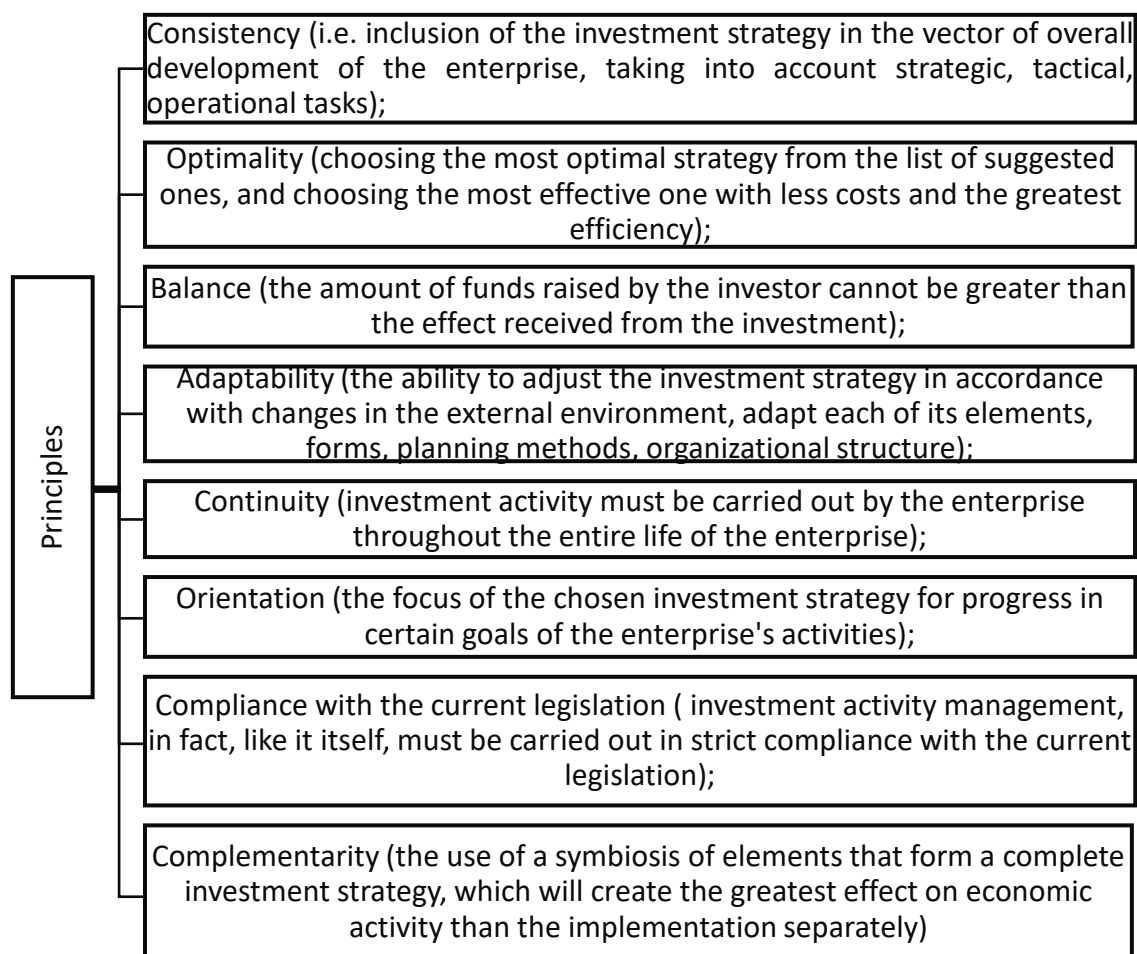 Principles
Consistency (i.e. inclusion of the investment strategy in the vector of overall
development of the enterprise, taking into account strategic, tactical,
operational tasks);
Optimality (choosing the most optimal strategy from the list of suggested
ones, and choosing the most effective one with less costs and the greatest
efficiency);
Balance (the amount of funds raised by the investor cannot be greater than
the effect received from the investment);
Adaptability (the ability to adjust the investment strategy in accordance
with changes in the external environment, adapt each of its elements,
forms, planning methods, organizational structure);
Continuity (investment activity must be carried out by the enterprise
throughout the entire life of the enterprise);
Orientation (the focus of the chosen investment strategy for progress in
certain goals of the enterprise's activities);
Compliance with the current legislation ( investment activity management,
in fact, like it itself, must be carried out in strict compliance with the current
legislation);
Complementarity (the use of a symbiosis of elements that form a complete
investment strategy, which will create the greatest effect on economic
activity than the implementation separately)